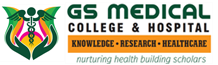 GS MEDICAL
COLLEGE & HOSPITAL
KNOWLEDGE • RESEARCH • HEALTHCARE
nurturing health building scholars